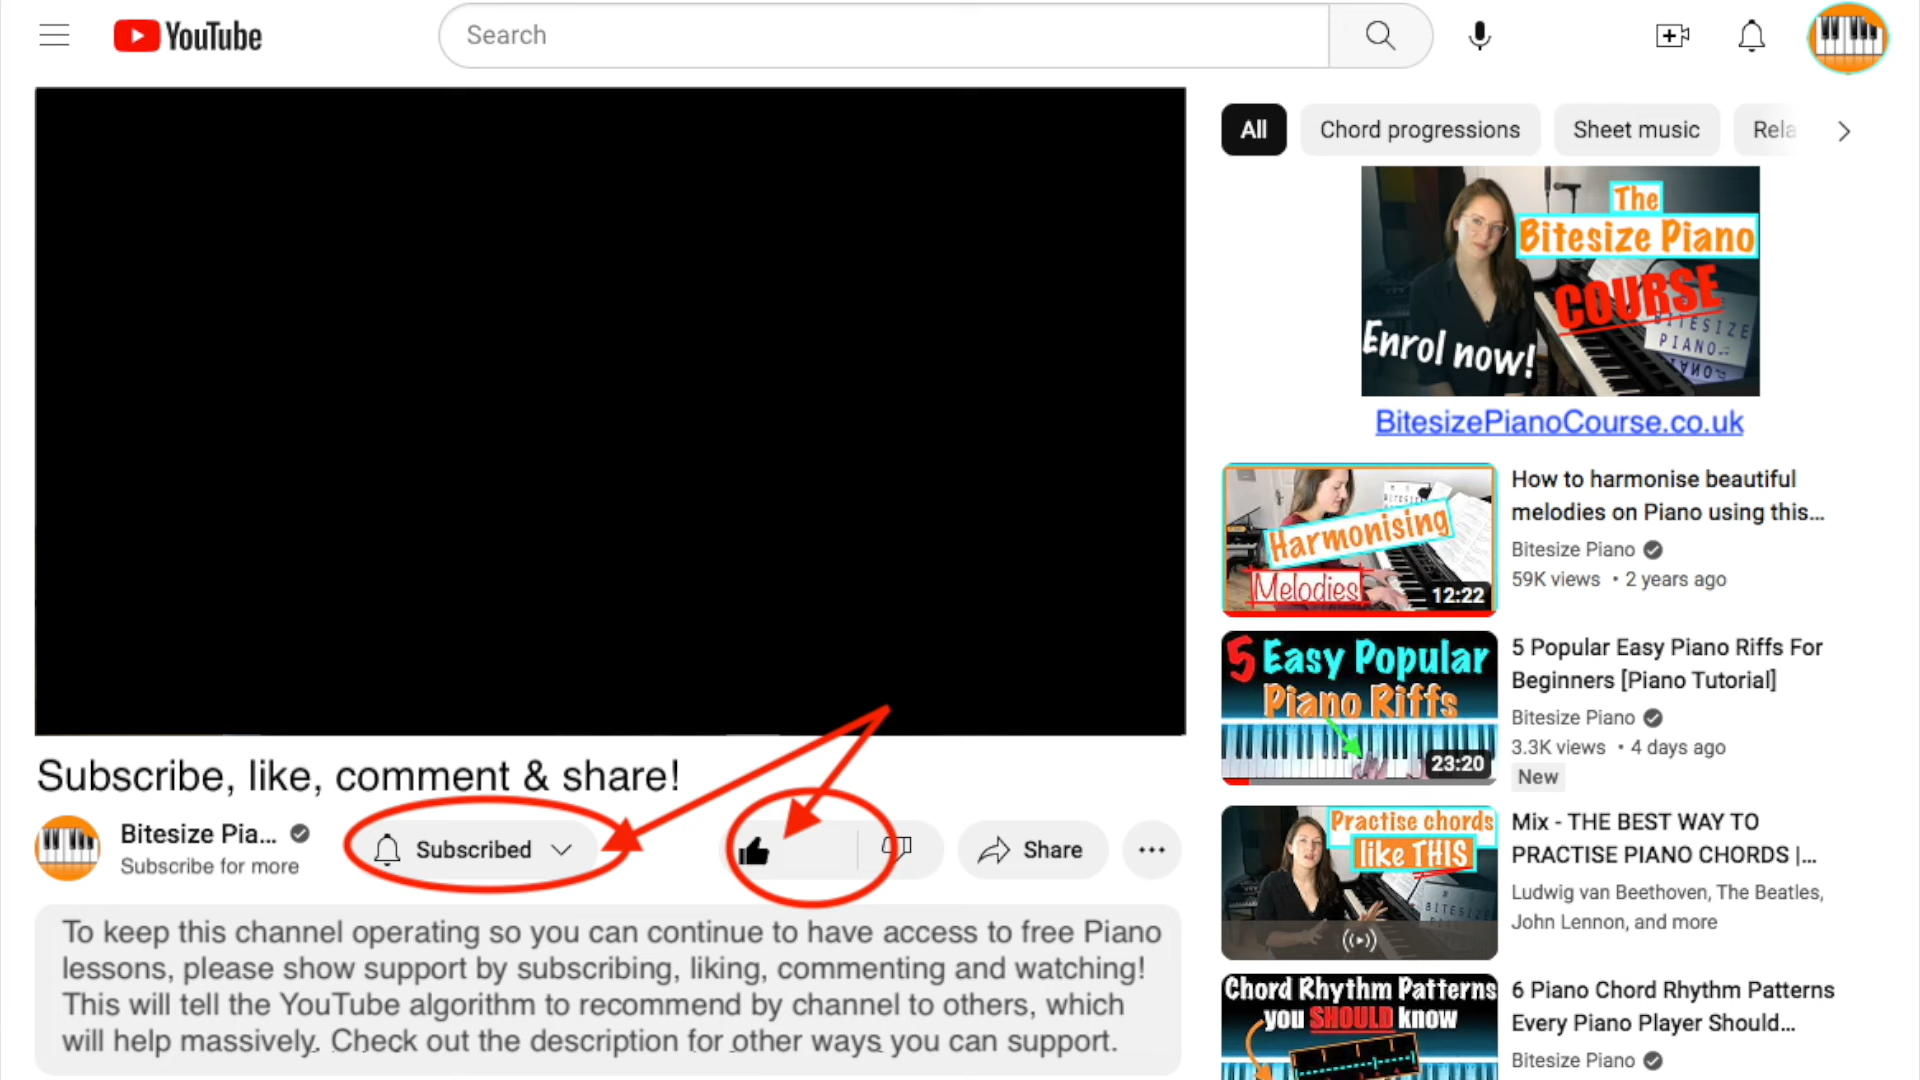 YouTube
Search
All
Chord progressions
Sheet music
Rela
The
Bitesize Piano
COURSE
Enrol now!
BITESIZE
PIANO
BitesizePianoCourse.co.uk
Harmonising
Melodies
12:22
How to harmonise beautiful
melodies on Piano using this...
Bitesize Piano
59K views • 2 years ago
5 Easy Popular
Piano Riffs
23:20
5 Popular Easy Piano Riffs For
Beginners [Piano Tutorial]
Bitesize Piano
3.3K views • 4 days ago
New
Practise chords
like THIS
BITESIZE
Mix - THE BEST WAY TO
PRACTISE PIANO CHORDS |...
Ludwig van Beethoven, The Beatles,
John Lennon, and more
Chord Rhythm Patterns
you SHOULD know
6 Piano Chord Rhythm Patterns
Every Piano Player Should...
Bitesize Piano
Subscribe, like, comment & share!
Bitesize Pia...
Subscribe for more
Subscribed
Share
To keep this channel operating so you can continue to have access to free Piano
lessons, please show support by subscribing, liking, commenting and watching!
This will tell the YouTube algorithm to recommend by channel to others, which
will help massively. Check out the description for other ways you can support.